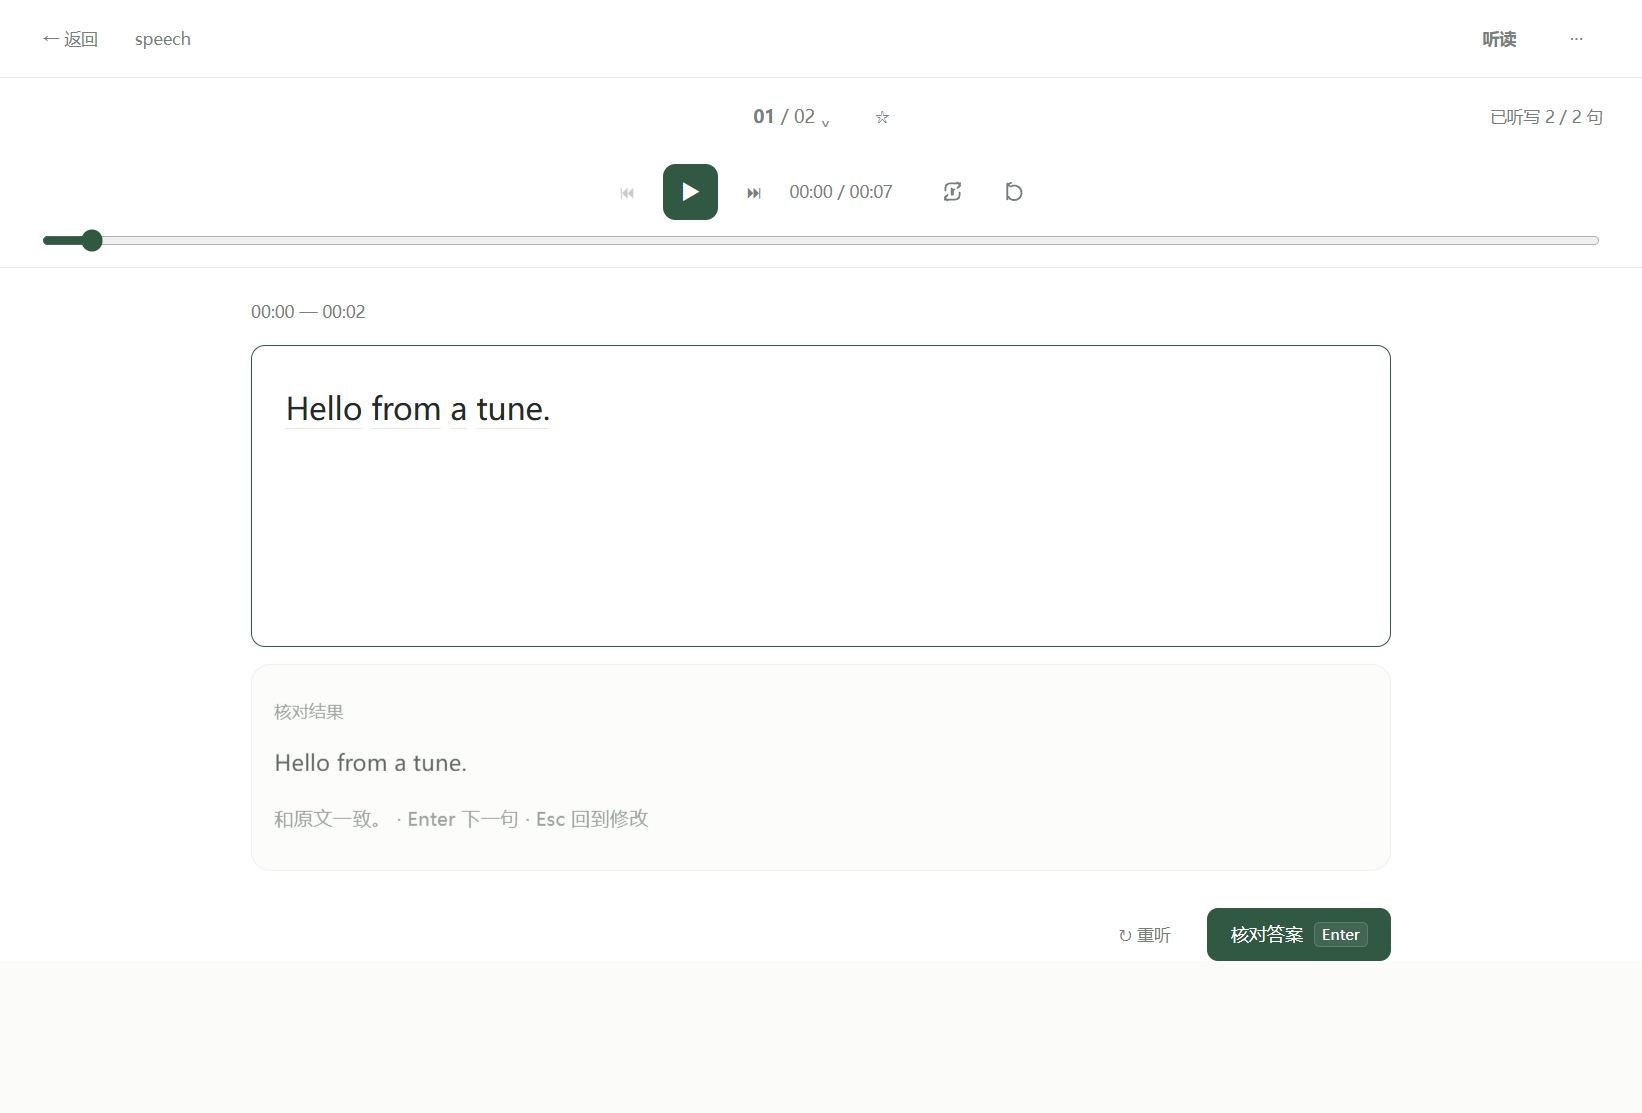 ← 返回 speech 听读 ···
01 / 02 ˅ ☆ 已听写 2 / 2 句
00:00 / 00:07
00:00 — 00:02
Hello from a tune.
核对结果
Hello from a tune.
和原文一致。 · Enter 下一句 · Esc 回到修改
↻ 重听 核对答案 Enter